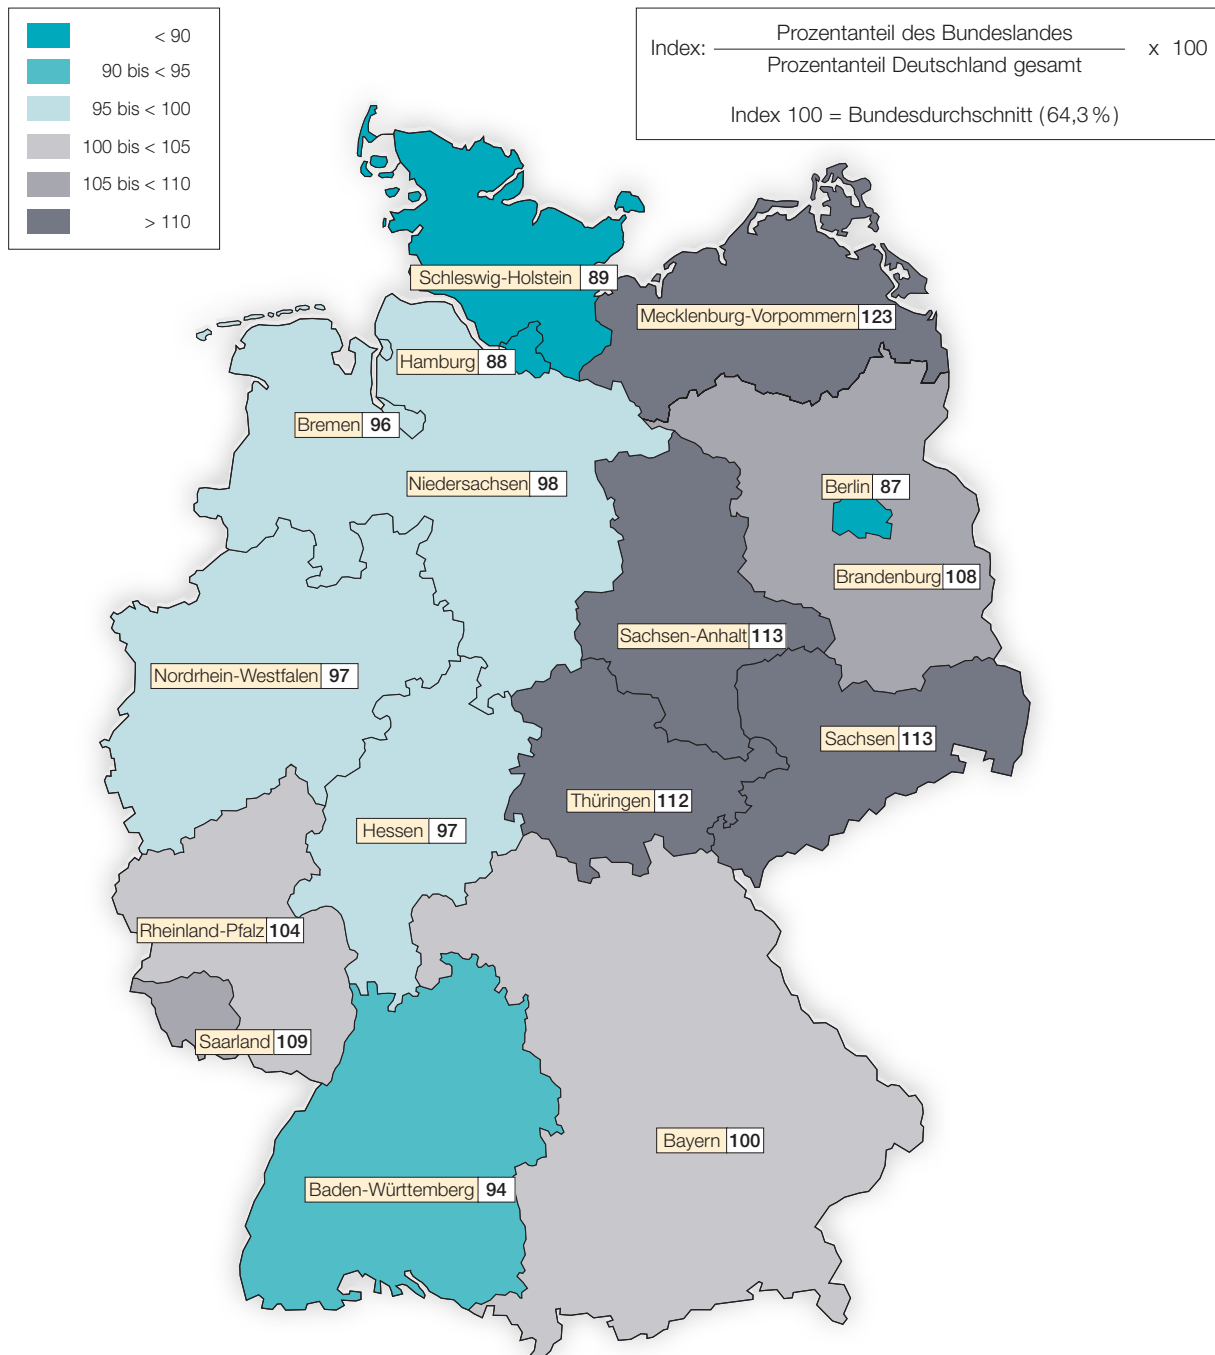 < 90
90 bis < 95
95 bis < 100
100 bis < 105
105 bis < 110
> 110
Index: Prozentanteil des Bundeslandes x 100
Prozentanteil Deutschland gesamt
Index 100 = Bundesdurchschnitt (64,3 %)
Schleswig-Holstein 89
Mecklenburg-Vorpommern 123
Hamburg 88
Bremen 96
Niedersachsen 98
Berlin 87
Brandenburg 108
Sachsen-Anhalt 113
Nordrhein-Westfalen 97
Sachsen 113
Thüringen 112
Hessen 97
Rheinland-Pfalz 104
Saarland 109
Bayern 100
Baden-Württemberg 94